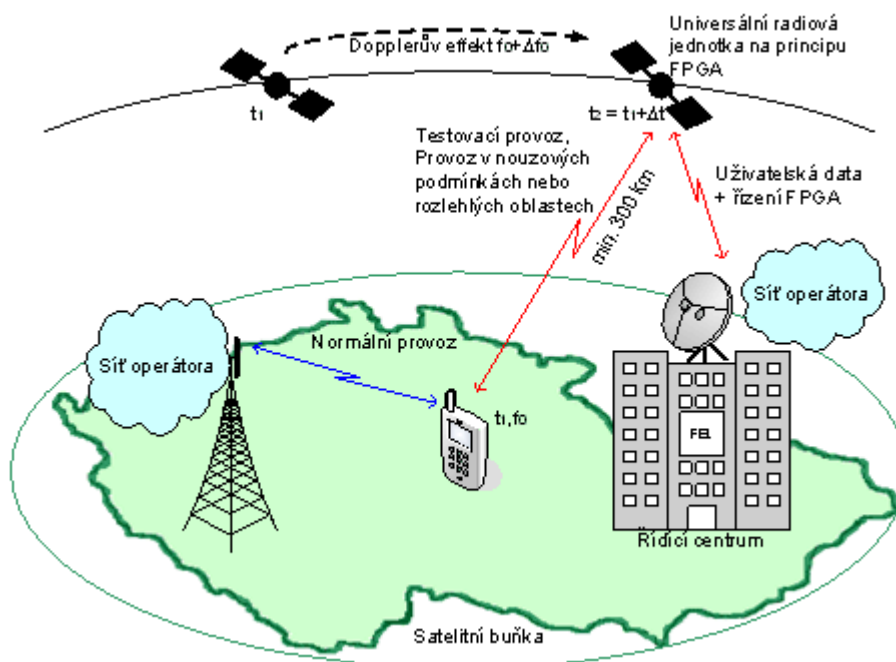 Universální radiová
jednotka na principu
FPGA
Dopplerův effekt fo+Δfo
t1
t2 = t1+Δt
Testovací provoz,
Provoz v nouzových
podmínkách nebo
rozlehlých oblastech
min. 300 km
Uživatelská data
+ řízení FPGA
Síť operátora
Síť operátora
Normální provoz
t1,fo
FEL
Řídící centrum
Satelitní buňka